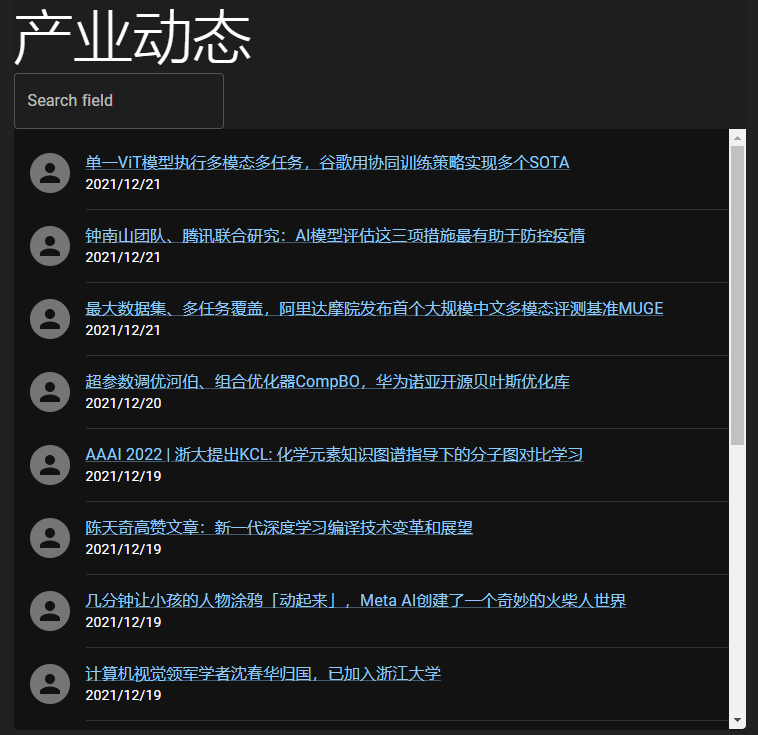 产业动态
Search field
单一ViT模型执行多模态多任务，谷歌用协同训练策略实现多个SOTA
2021/12/21
钟南山团队、腾讯联合研究：AI模型评估这三项措施最有助于防控疫情
2021/12/21
最大数据集、多任务覆盖，阿里达摩院发布首个大规模中文多模态评测基准MUGE
2021/12/21
超参数调优河伯、组合优化器CompBO，华为诺亚开源贝叶斯优化库
2021/12/20
AAAI 2022 | 浙大提出KCL: 化学元素知识图谱指导下的分子图对比学习
2021/12/19
陈天奇高赞文章：新一代深度学习编译技术变革和展望
2021/12/19
几分钟让小孩的人物涂鸦「动起来」，Meta AI创建了一个奇妙的火柴人世界
2021/12/19
计算机视觉领军学者沈春华归国，已加入浙江大学
2021/12/19